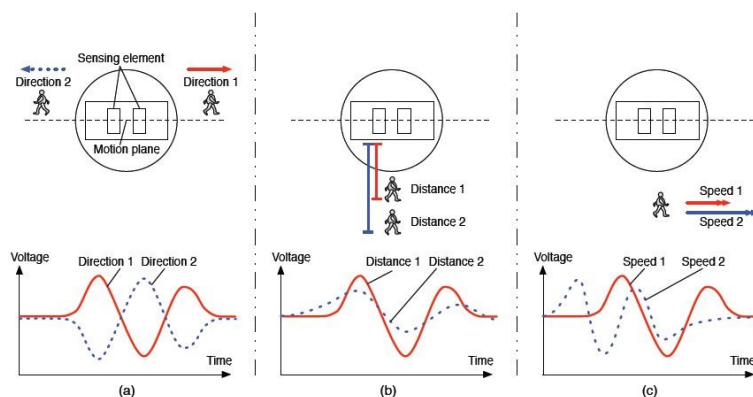 Sensing element
Direction 2
Direction 1
Motion plane
Voltage
Direction 1
Direction 2
Time
(a)
Distance 1
Distance 2
Voltage
Distance 1
Distance 2
Time
(b)
Speed 1
Speed 2
Voltage
Speed 1
Speed 2
Time
(c)